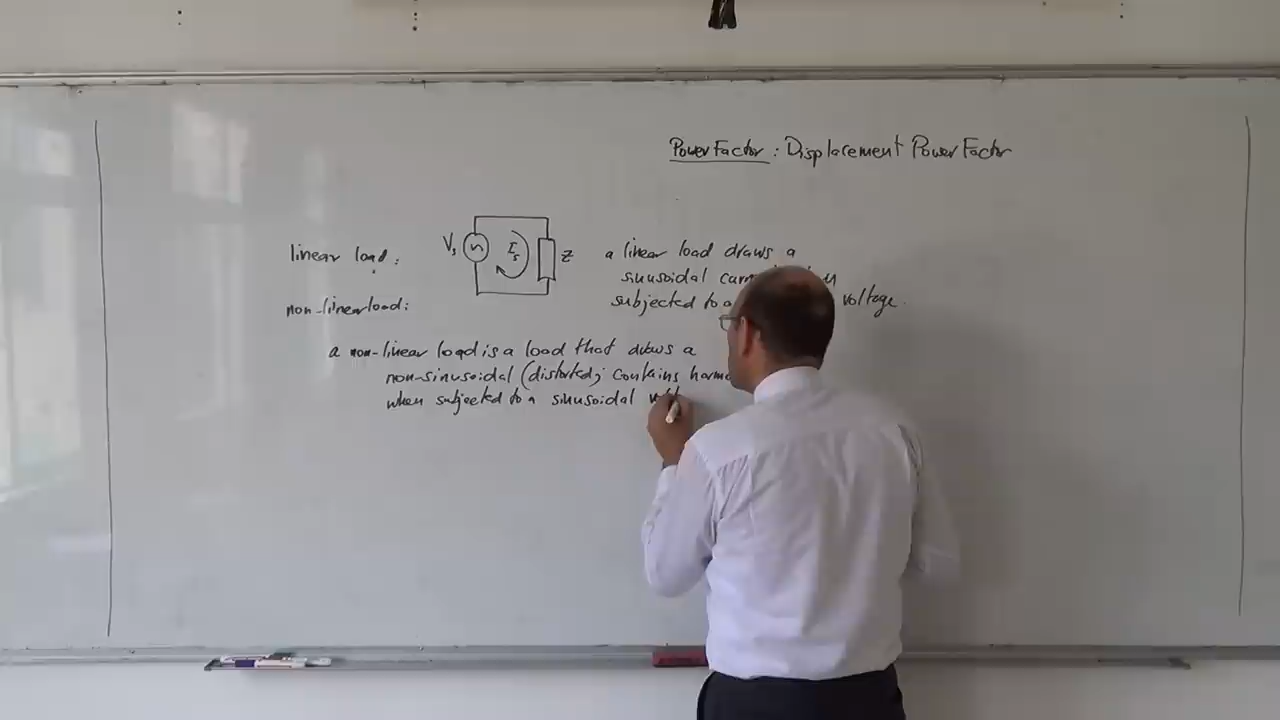 Power Factor : Displacement Power Factor
linear load :
Vs
Is
Z
a linear load draws a
sinusoidal
subjected to a voltage.
non-linear load :
a non-linear load is a load that draws a
non-sinusoidal (distorted; contains
when subjected to a sinusoidal